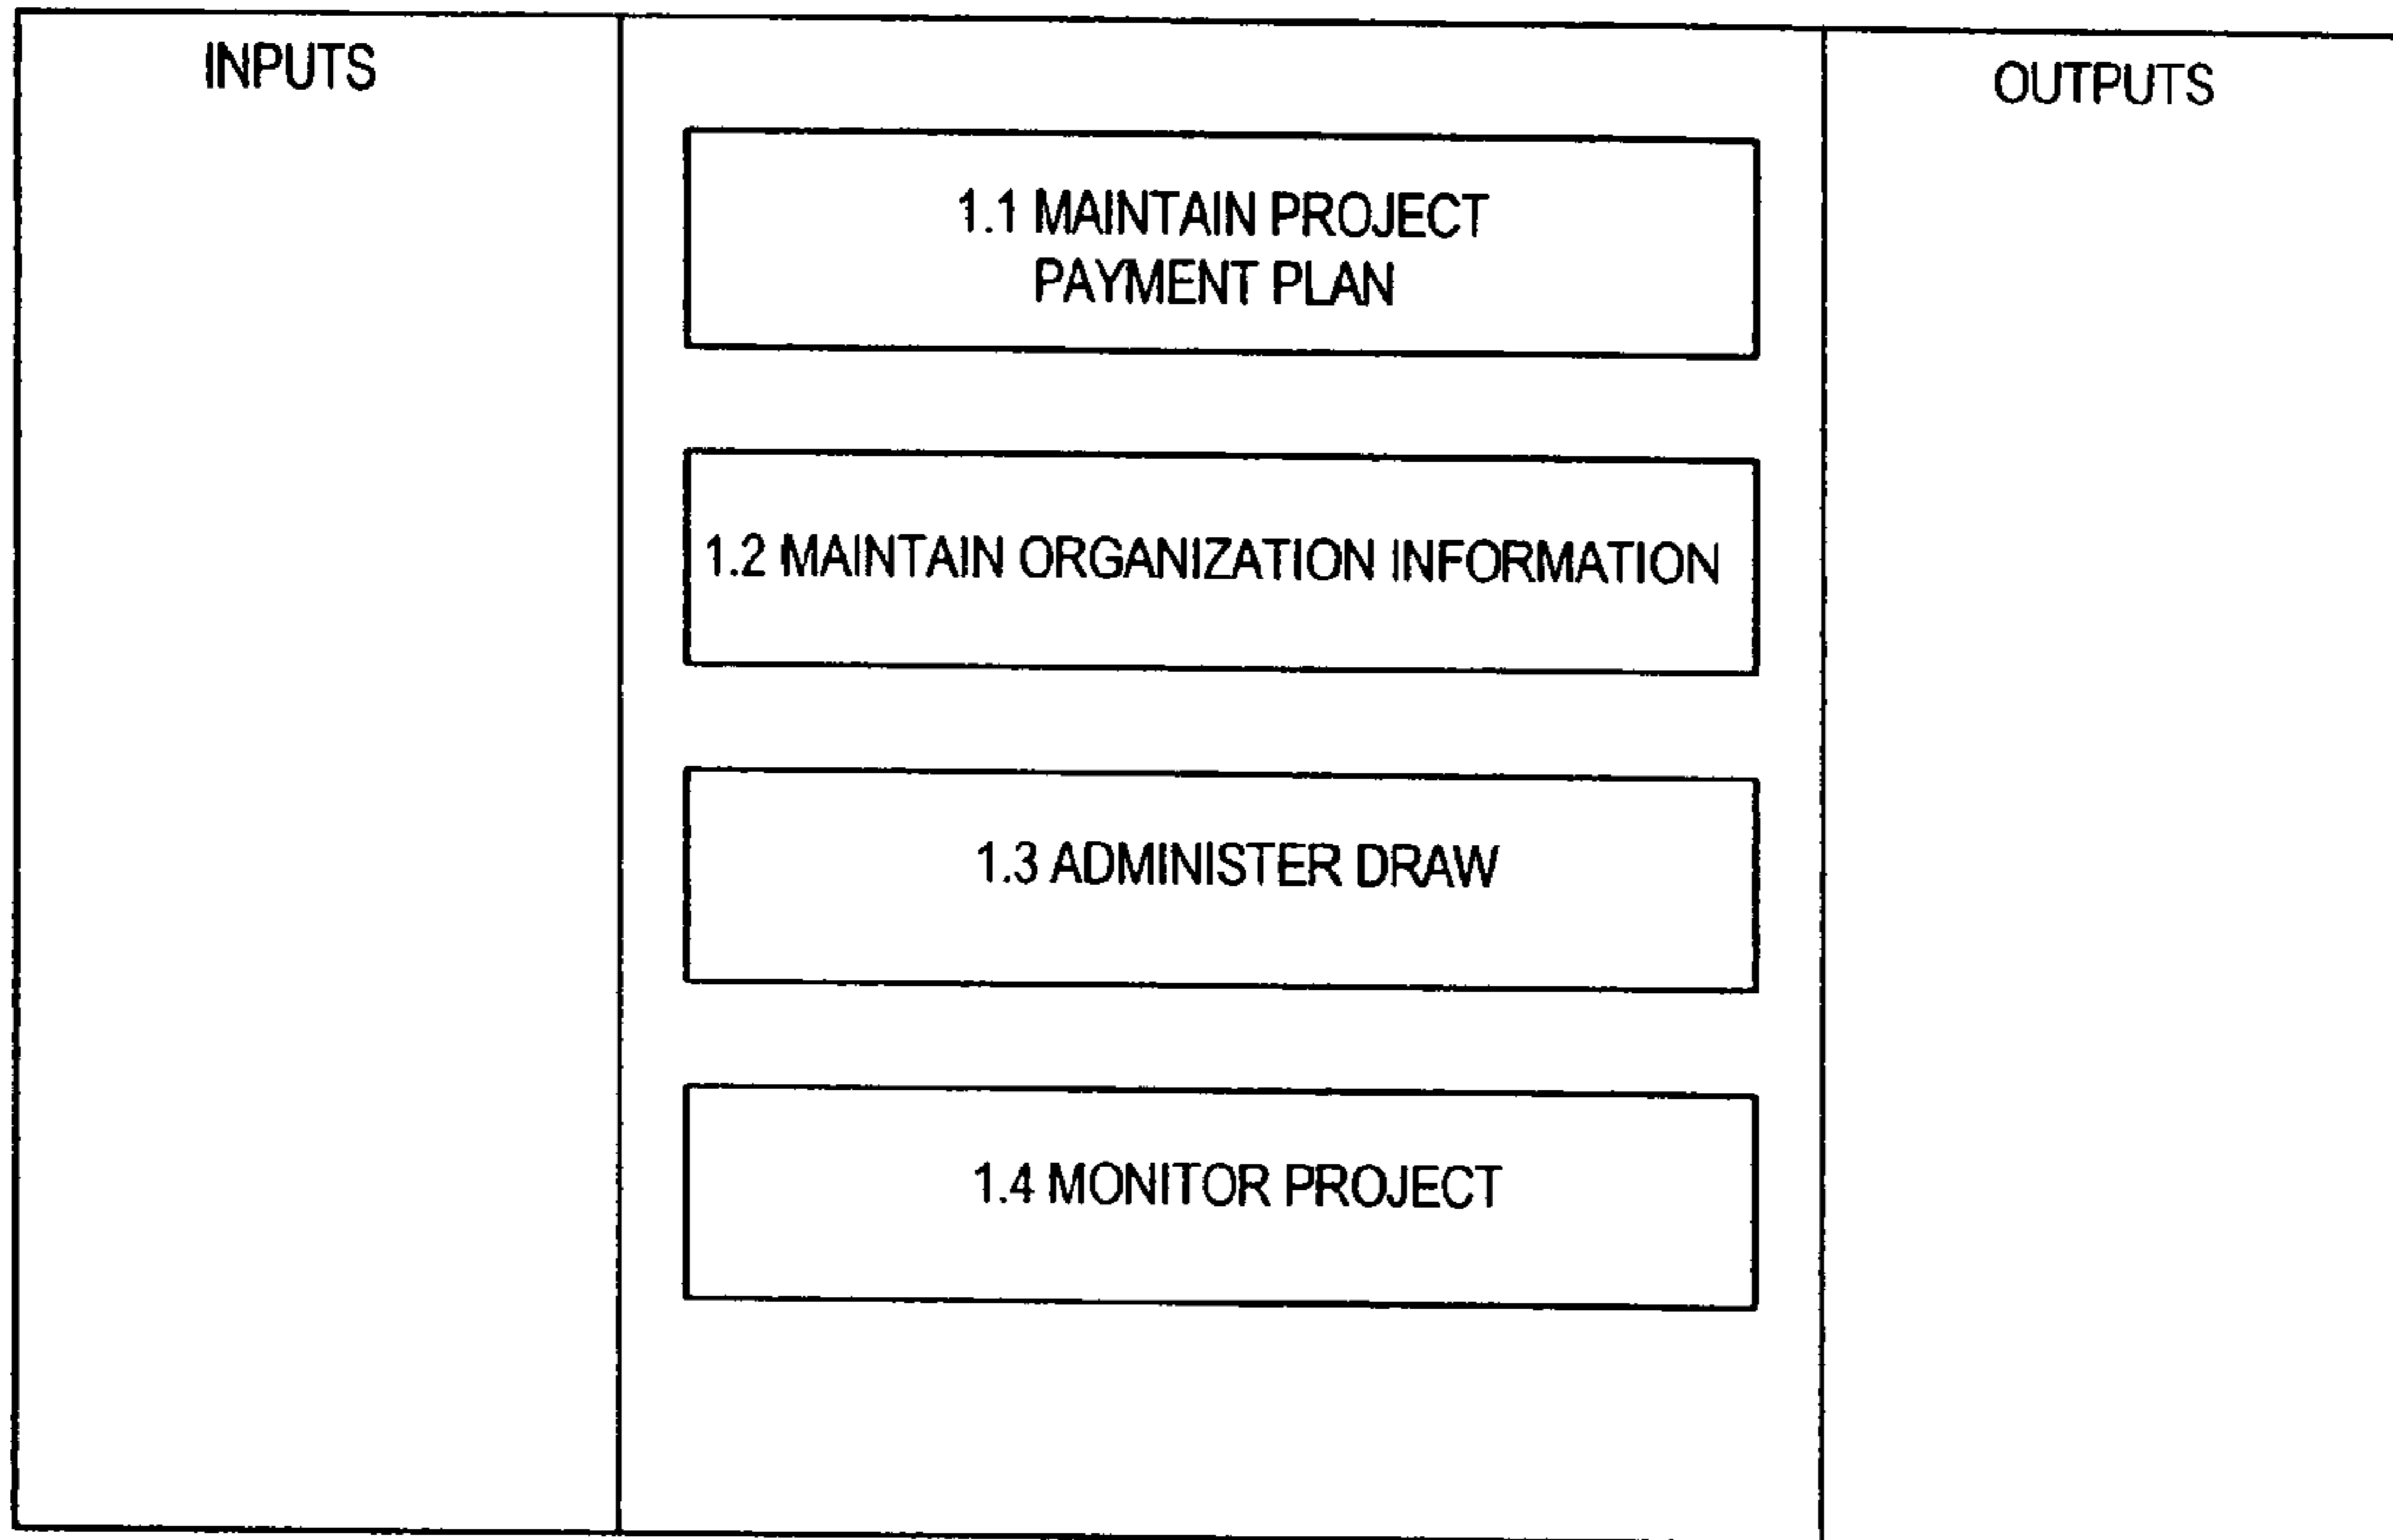 INPUTS
OUTPUTS
1.1 MAINTAIN PROJECT
PAYMENT PLAN
1.2 MAINTAIN ORGANIZATION INFORMATION
1.3 ADMINISTER DRAW
1.4 MONITOR PROJECT